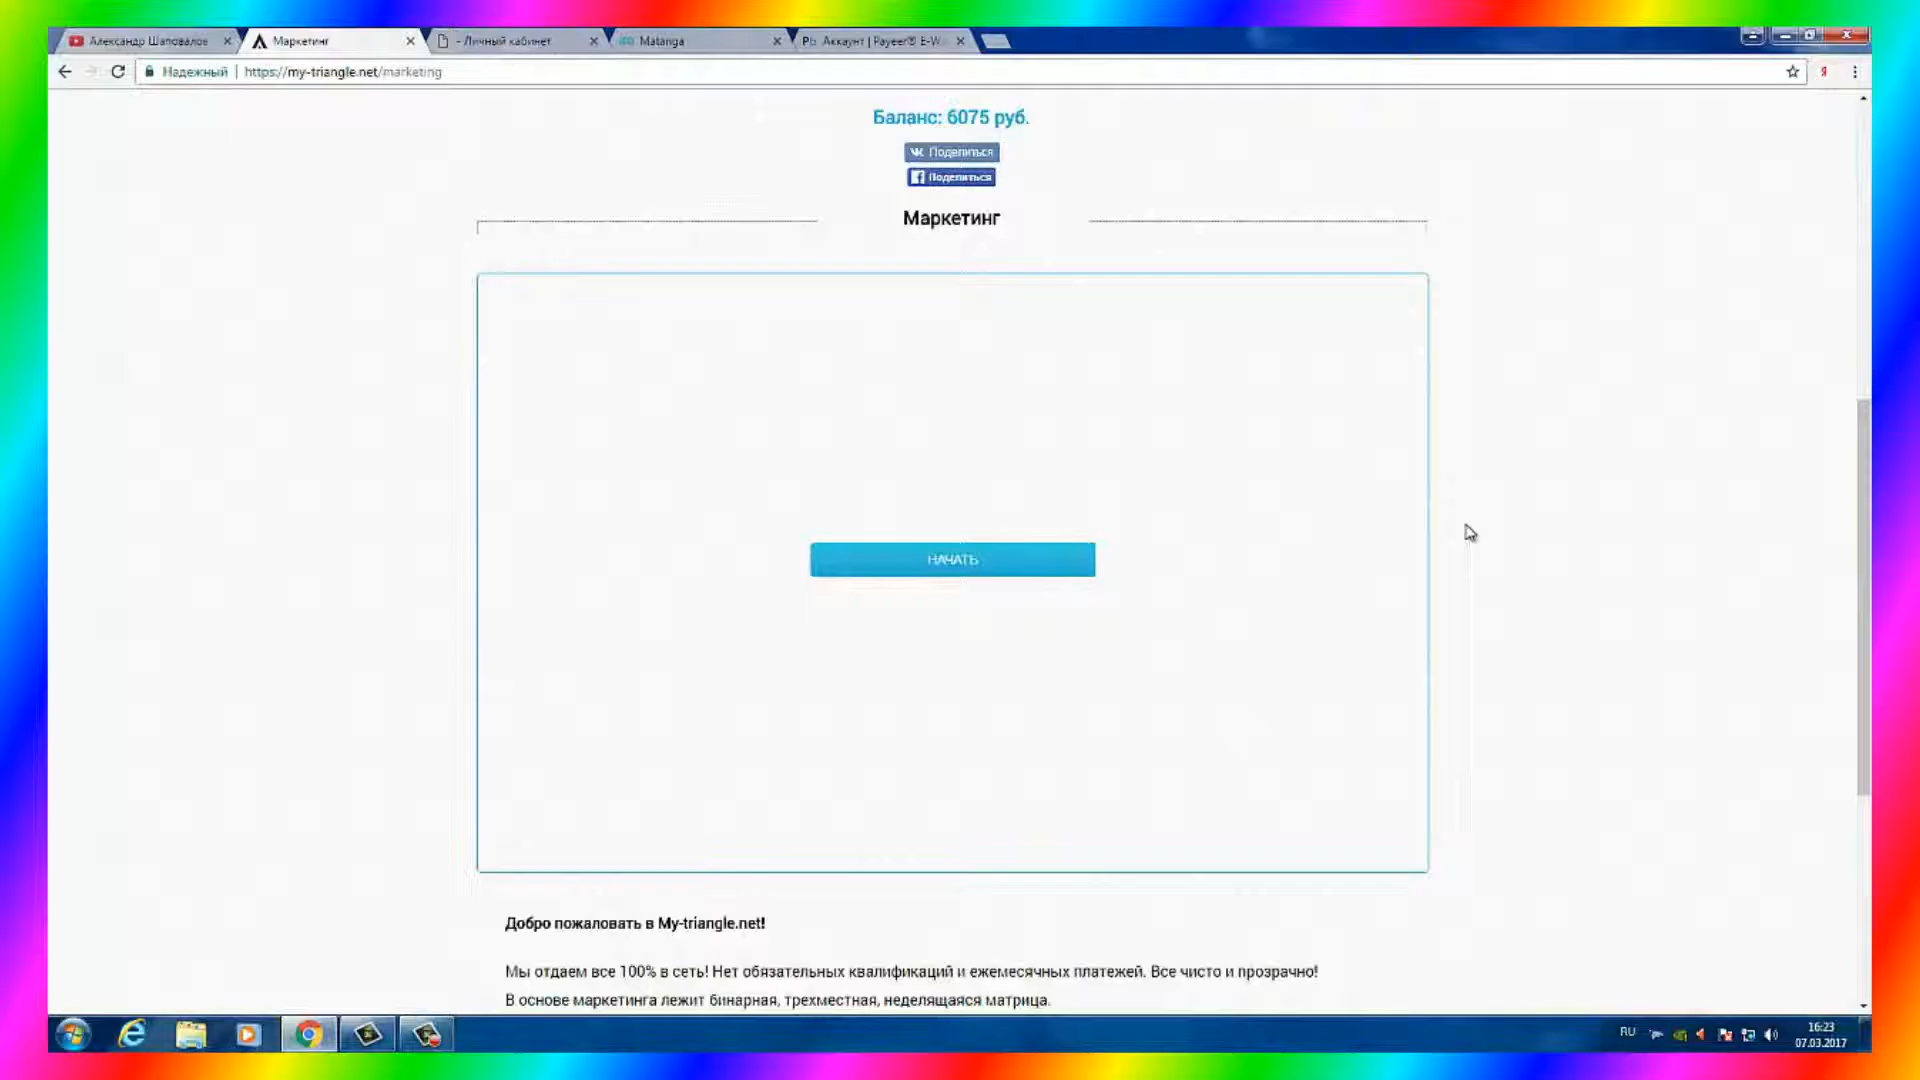 Александр Шаповалов
Маркетинг
- Личный кабинет
Matanga
Аккаунт | Payeer® E-W
Надежный
https://my-triangle.net/marketing
Баланс: 6075 руб.
Поделиться
Поделиться
Маркетинг
НАЧАТЬ
Добро пожаловать в My-triangle.net!
Мы отдаем все 100% в сеть! Нет обязательных квалификаций и ежемесячных платежей. Все чисто и прозрачно!
В основе маркетинга лежит бинарная, трехместная, неделящаяся матрица.
RU
16:23
07.03.2017